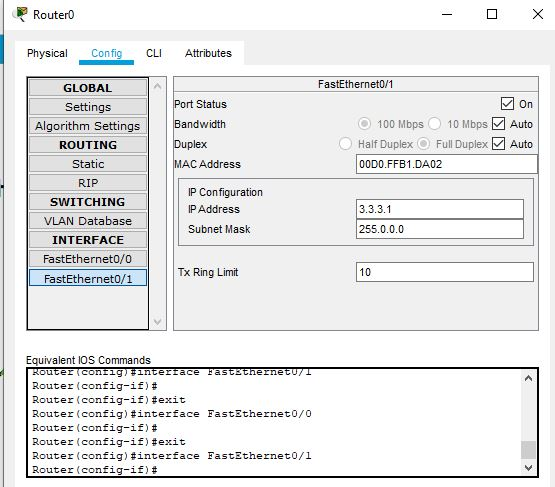 Router0
Physical Config CLI Attributes
GLOBAL
Settings
Algorithm Settings
ROUTING
Static
RIP
SWITCHING
VLAN Database
INTERFACE
FastEthernet0/0
FastEthernet0/1
FastEthernet0/1
Port Status On
Bandwidth 100 Mbps 10 Mbps Auto
Duplex Half Duplex Full Duplex Auto
MAC Address 00D0.FFB1.DA02
IP Configuration
IP Address 3.3.3.1
Subnet Mask 255.0.0.0
Tx Ring Limit 10
Equivalent IOS Commands
Router(config)#interface FastEthernet0/1
Router(config-if)#
Router(config-if)#exit
Router(config)#interface FastEthernet0/0
Router(config-if)#
Router(config-if)#exit
Router(config)#interface FastEthernet0/1
Router(config-if)#